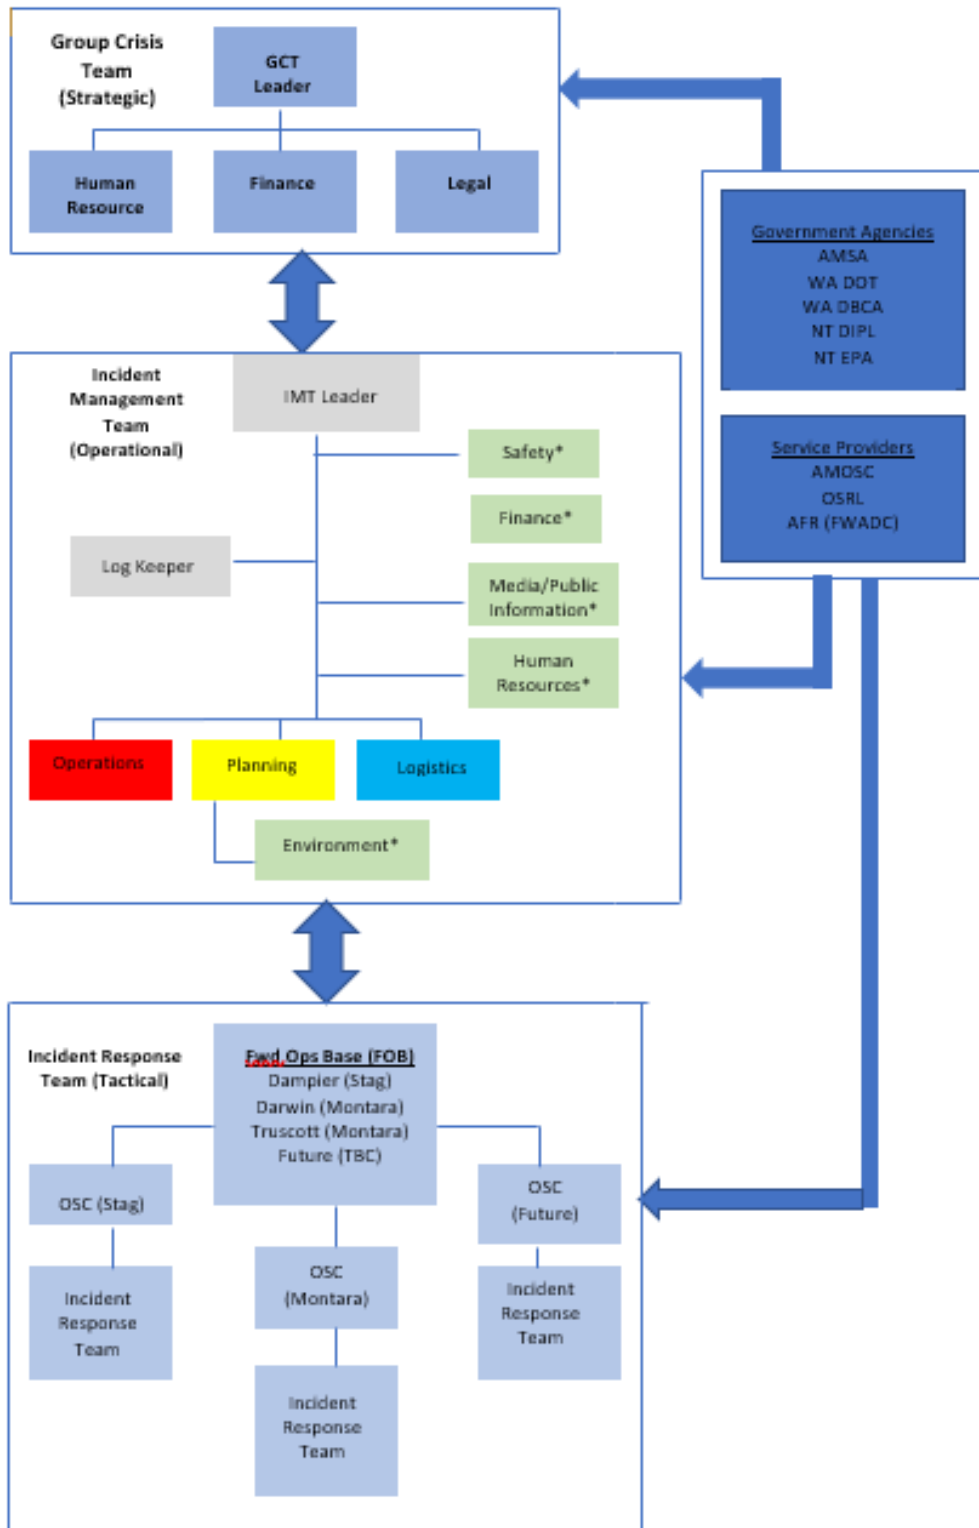 Group Crisis
Team
(Strategic)
GCT
Leader
Human
Resource
Finance
Legal
Government Agencies
AMSA
WA DOT
WA DBCA
NT DIPL
NT EPA
Service Providers
AMOSC
OSRL
AFR (FWADC)
Incident
Management
Team
(Operational)
IMT Leader
Safety*
Finance*
Log Keeper
Media/Public
Information*
Human
Resources*
Operations
Planning
Logistics
Environment*
Incident Response
Team (Tactical)
Fwd Ops Base (FOB)
Dampier (Stag)
Darwin (Montara)
Truscott (Montara)
Future (TBC)
OSC (Stag)
Incident
Response
Team
OSC
(Montara)
Incident
Response
Team
OSC
(Future)
Incident
Response
Team